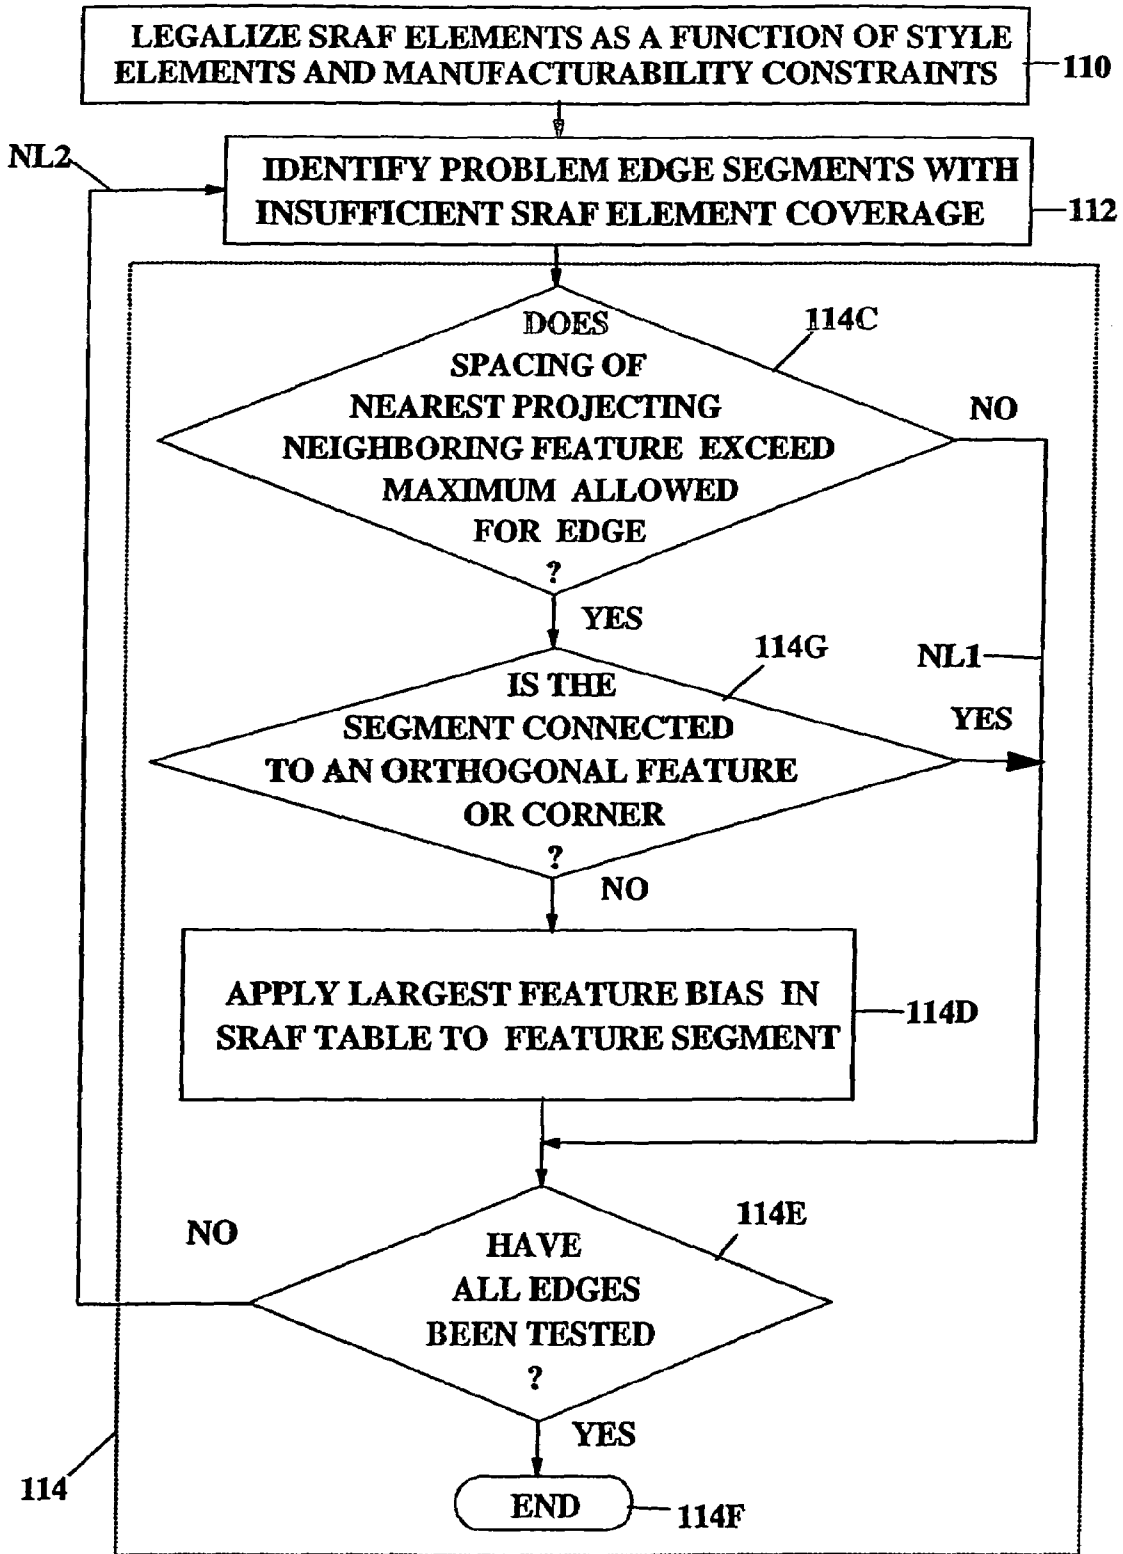 LEGALIZE SRAF ELEMENTS AS A FUNCTION OF STYLE
ELEMENTS AND MANUFACTURABILITY CONSTRAINTS
110
NL2
IDENTIFY PROBLEM EDGE SEGMENTS WITH
INSUFFICIENT SRAF ELEMENT COVERAGE
112
114C
DOES
SPACING OF
NEAREST PROJECTING
NEIGHBORING FEATURE EXCEED
MAXIMUM ALLOWED
FOR EDGE
?
NO
YES
114G
NL1
IS THE
SEGMENT CONNECTED
TO AN ORTHOGONAL FEATURE
OR CORNER
?
YES
NO
APPLY LARGEST FEATURE BIAS IN
SRAF TABLE TO FEATURE SEGMENT
114D
114E
NO
HAVE
ALL EDGES
BEEN TESTED
?
YES
114
END
114F